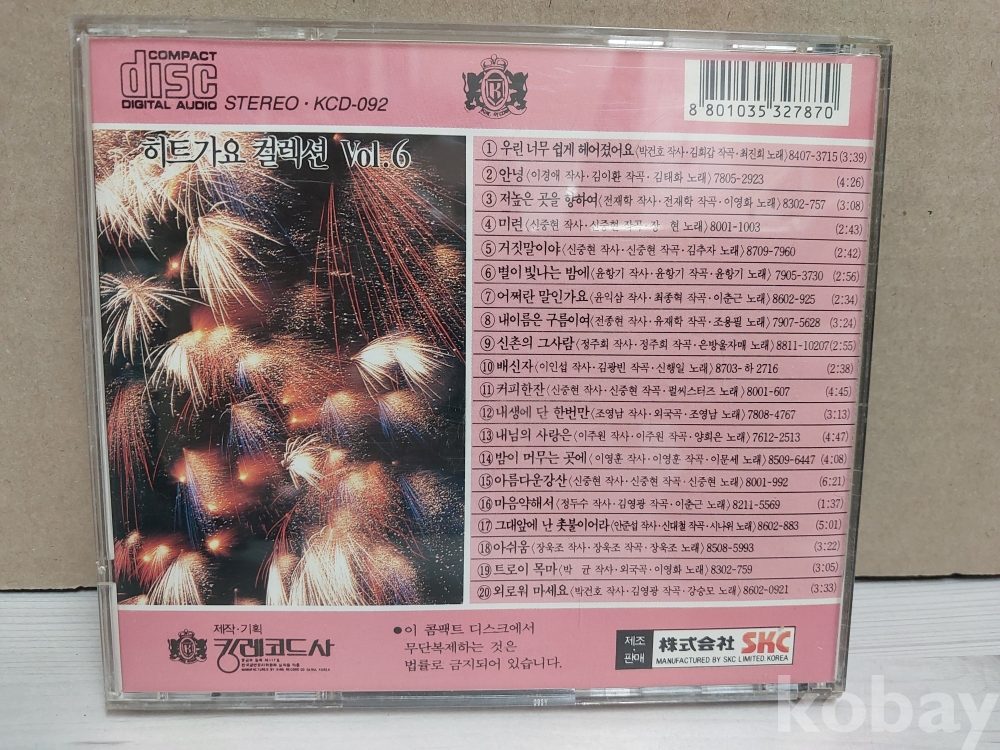 COMPACT
disc
DIGITAL AUDIO
STEREO · KCD-092
K
8 801035 327870
히트가요 컬렉션 Vol.6
① 우린 너무 쉽게 헤어졌어요〈박건호 작사·김희갑 작곡·최진희 노래〉8407-3715 (3:39)
② 안녕〈이경애 작사·김이환 작곡·김태화 노래〉7805-2923 (4:26)
③ 저높은 곳을 향하여〈전재학 작사·전재학 작곡·이영화 노래〉8302-757 (3:08)
④ 미련〈신중현 작사·신중현 작곡·장 현 노래〉8001-1003 (2:43)
⑤ 거짓말이야〈신중현 작사·신중현 작곡·김추자 노래〉8709-7960 (2:42)
⑥ 별이 빛나는 밤에〈윤항기 작사·윤항기 작곡·윤항기 노래〉7905-3730 (2:56)
⑦ 어쩌란 말인가요〈윤익삼 작사·최종혁 작곡·이춘근 노래〉8602-925 (2:34)
⑧ 내이름은 구름이여〈전종현 작사·유재학 작곡·조용필 노래〉7907-5628 (3:24)
⑨ 신촌의 그사람〈정주희 작사·정주희 작곡·은방울자매 노래〉8811-10207 (2:55)
⑩ 배신자〈이인섭 작사·김광빈 작곡·신행일 노래〉8703-하 2716 (2:38)
⑪ 커피한잔〈신중현 작사·신중현 작곡·펄씨스터즈 노래〉8001-607 (4:45)
⑫ 내생에 단 한번만〈조영남 작사·외국곡·조영남 노래〉7808-4767 (3:13)
⑬ 내님의 사랑은〈이주원 작사·이주원 작곡·양희은 노래〉7612-2513 (4:47)
⑭ 밤이 머무는 곳에〈이영훈 작사·이영훈 작곡·이문세 노래〉8509-6447 (4:08)
⑮ 아름다운강산〈신중현 작사·신중현 작곡·신중현 노래〉8001-992 (6:21)
⑯ 마음약해서〈정두수 작사·김영광 작곡·이춘근 노래〉8211-5569 (1:37)
⑰ 그대앞에 난 촛불이어라〈안준섭 작사·신대철 작곡·시나위 노래〉8602-883 (5:01)
⑱ 아쉬움〈장욱조 작사·장욱조 작곡·장욱조 노래〉8508-5993 (3:22)
⑲ 트로이 목마〈박 균 작사·외국곡·이영화 노래〉8302-759 (3:05)
⑳ 외로워 마세요〈박건호 작사·김영광 작곡·강승모 노래〉8602-0921 (3:33)
제작·기획
킹레코드사
● 이 콤팩트 디스크에서
무단복제하는 것은
법률로 금지되어 있습니다.
제조·판매
株式会社 SKC
MANUFACTURED BY SKC LIMITED KOREA
kobay